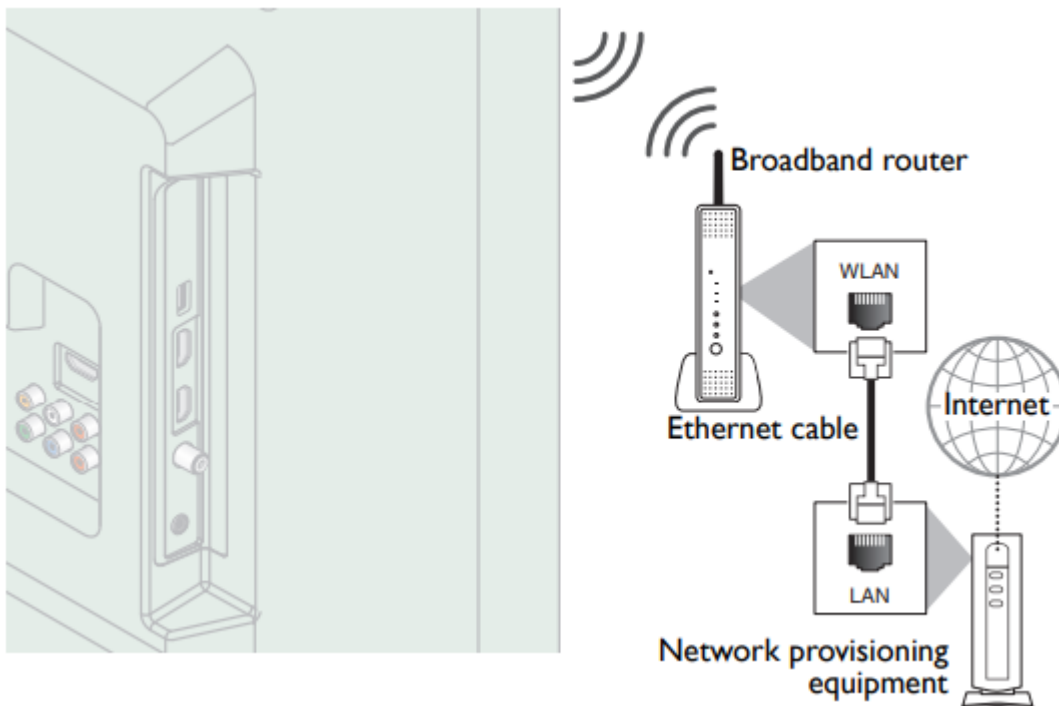 Broadband router
WLAN
Internet
Ethernet cable
LAN
Network provisioning
equipment